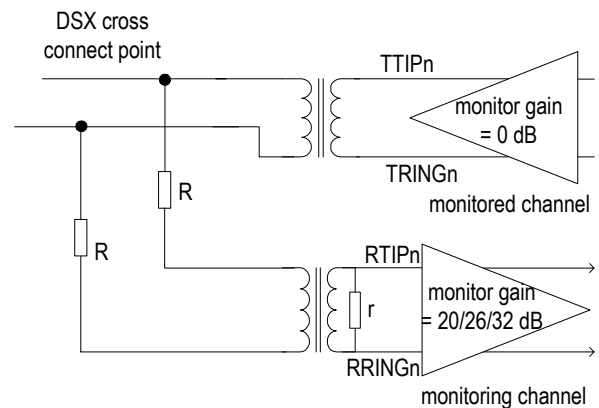 DSX cross
connect point
TTIPn
monitor gain
= 0 dB
TRINGn
monitored channel
R
R
RTIPn
monitor gain
= 20/26/32 dB
r
RRINGn
monitoring channel